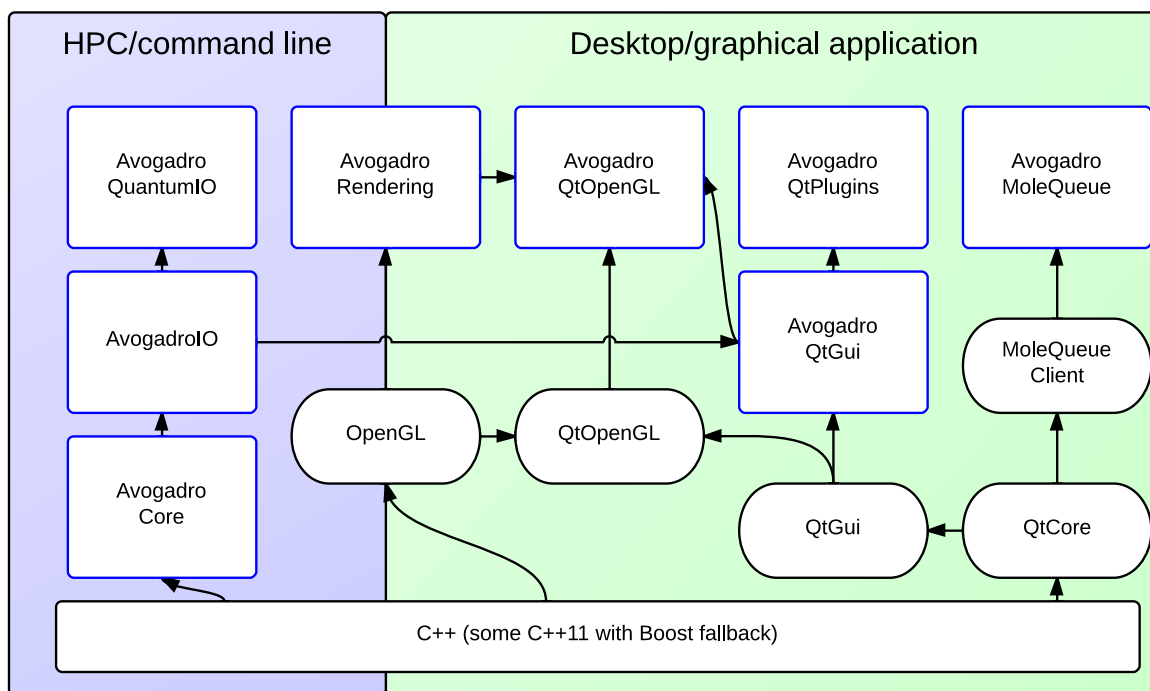 HPC/command line
Desktop/graphical application
Avogadro
QuantumIO
Avogadro
Rendering
Avogadro
QtOpenGL
Avogadro
QtPlugins
Avogadro
MoleQueue
AvogadroIO
Avogadro
QtGui
MoleQueue
Client
OpenGL
QtOpenGL
Avogadro
Core
QtGui
QtCore
C++ (some C++11 with Boost fallback)